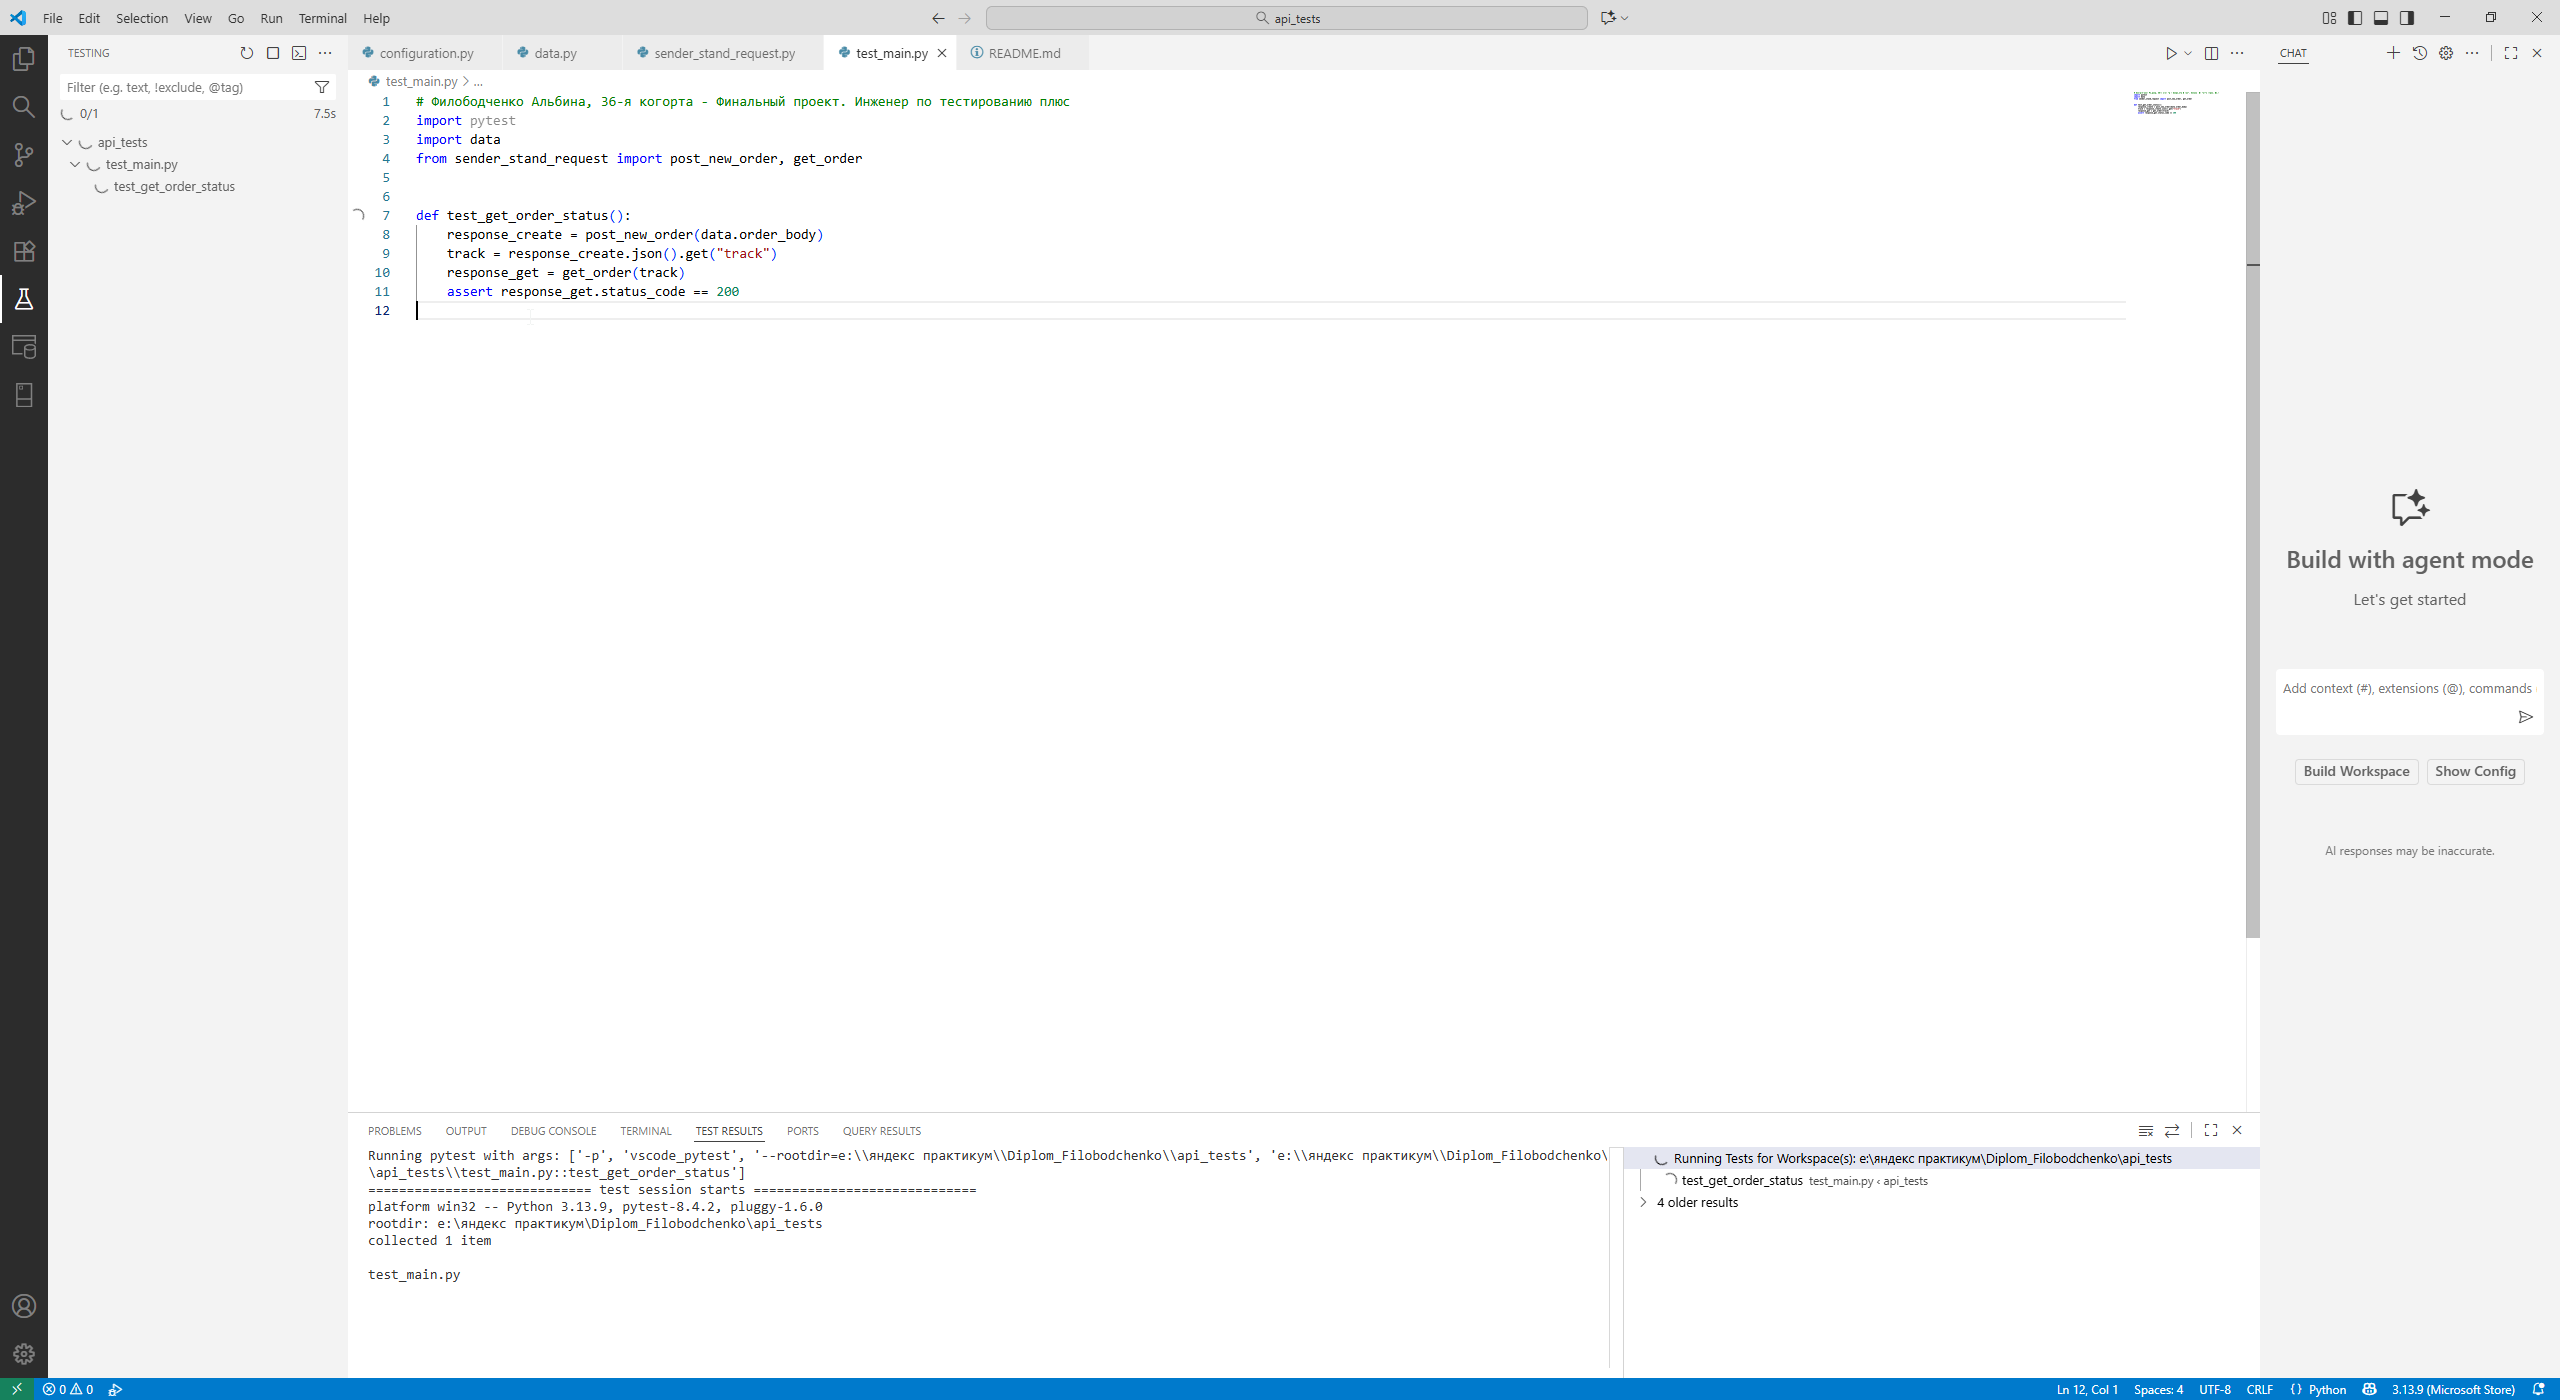 File Edit Selection View Go Run Terminal Help
api_tests
TESTING
Filter (e.g. text, !exclude, @tag)
0/1 7.5s
api_tests
test_main.py
test_get_order_status
configuration.py data.py sender_stand_request.py test_main.py README.md
test_main.py > ...
1 # Филободченко Альбина, 36-я когорта - Финальный проект. Инженер по тестированию плюс
2 import pytest
3 import data
4 from sender_stand_request import post_new_order, get_order
5
6
7 def test_get_order_status():
8 response_create = post_new_order(data.order_body)
9 track = response_create.json().get("track")
10 response_get = get_order(track)
11 assert response_get.status_code == 200
12
CHAT
Build with agent mode
Let's get started
Add context (#), extensions (@), commands
Build Workspace Show Config
AI responses may be inaccurate.
PROBLEMS OUTPUT DEBUG CONSOLE TERMINAL TEST RESULTS PORTS QUERY RESULTS
Running pytest with args: ['-p', 'vscode_pytest', '--rootdir=e:\\яндекс практикум\\Diplom_Filobodchenko\\api_tests', 'e:\\яндекс практикум\\Diplom_Filobodchenko\
\api_tests\\test_main.py::test_get_order_status']
============================= test session starts =============================
platform win32 -- Python 3.13.9, pytest-8.4.2, pluggy-1.6.0
rootdir: e:\яндекс практикум\Diplom_Filobodchenko\api_tests
collected 1 item
test_main.py
Running Tests for Workspace(s): e:\яндекс практикум\Diplom_Filobodchenko\api_tests
test_get_order_status test_main.py ‹ api_tests
4 older results
0 0
Ln 12, Col 1 Spaces: 4 UTF-8 CRLF {} Python 3.13.9 (Microsoft Store)